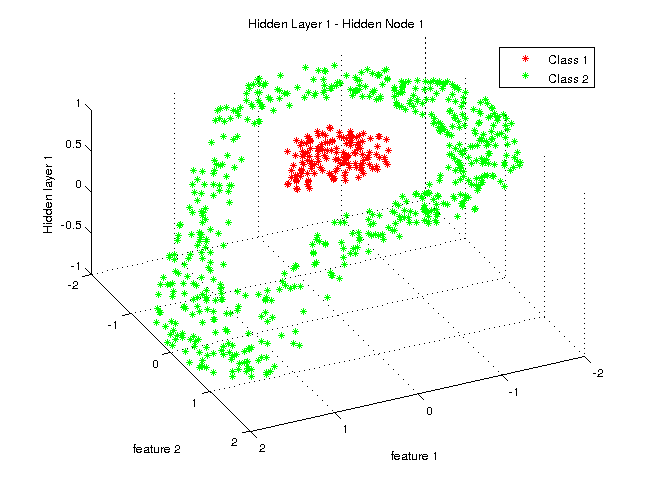 Hidden Layer 1 - Hidden Node 1
Class 1
Class 2
1
0.5
0
-0.5
-1
Hidden layer 1
-2
-1
0
1
2
feature 2
2
1
0
-1
-2
feature 1